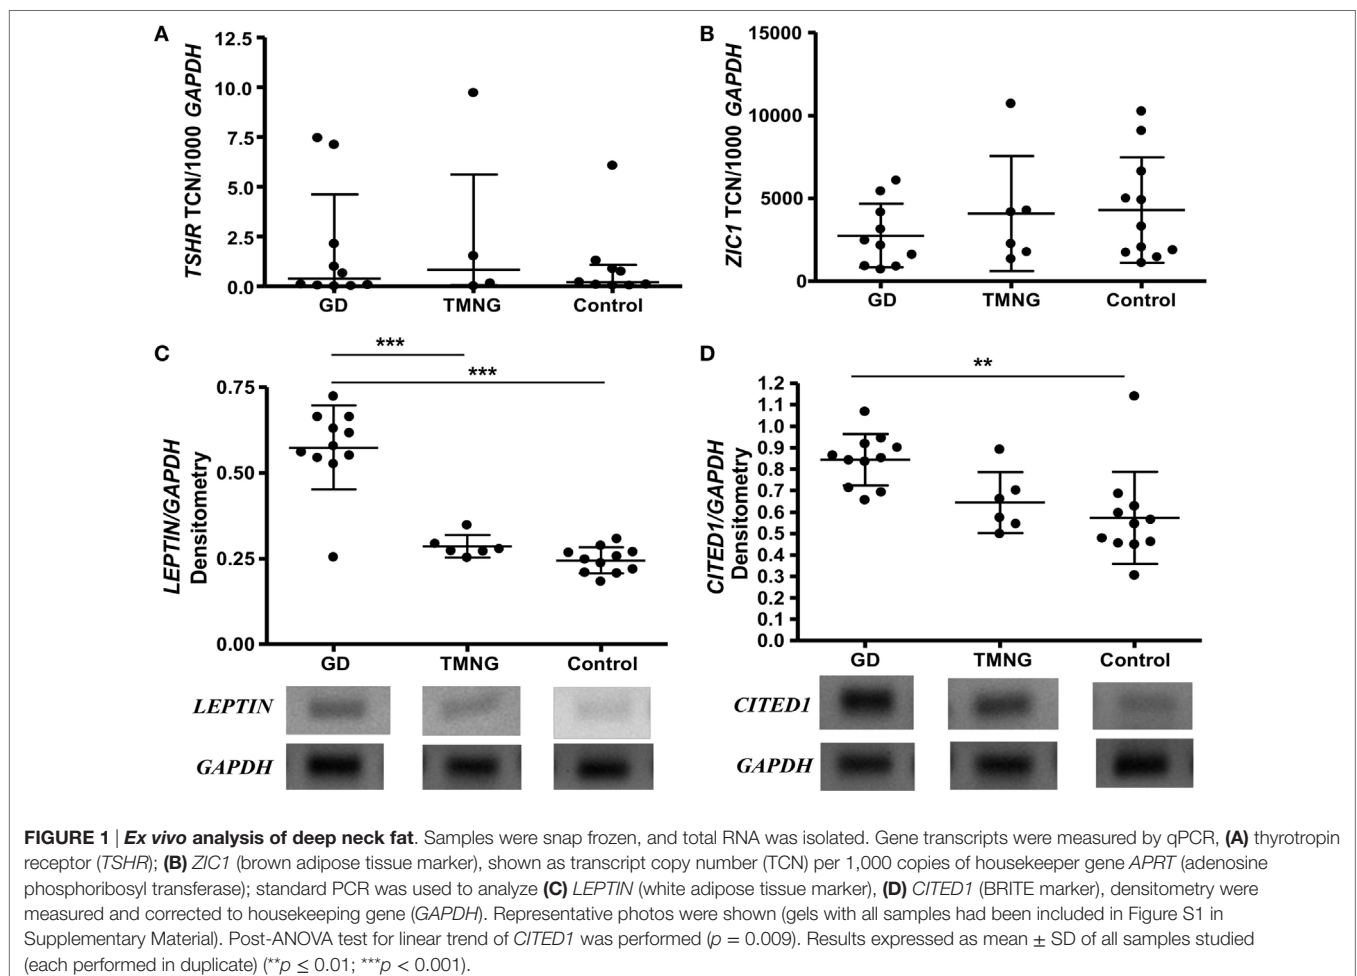 A
12.5
10.0
7.5
5.0
2.5
0.0
TSHR TCN/1000 GAPDH
GD
TMNG
Control
B
15000
10000
5000
0
ZIC1 TCN/1000 GAPDH
GD
TMNG
Control
C
***
***
0.75
0.50
0.25
0.00
LEPTIN/GAPDH
Densitometry
GD
TMNG
Control
LEPTIN
GAPDH
D
**
1.2
1.1
1.0
0.9
0.8
0.7
0.6
0.5
0.4
0.3
0.2
0.1
0.0
CITED1/GAPDH
Densitometry
GD
TMNG
Control
CITED1
GAPDH
FIGURE 1 | Ex vivo analysis of deep neck fat. Samples were snap frozen, and total RNA was isolated. Gene transcripts were measured by qPCR, (A) thyrotropin
receptor (TSHR); (B) ZIC1 (brown adipose tissue marker), shown as transcript copy number (TCN) per 1,000 copies of housekeeper gene APRT (adenosine
phosphoribosyl transferase); standard PCR was used to analyze (C) LEPTIN (white adipose tissue marker), (D) CITED1 (BRITE marker), densitometry were
measured and corrected to housekeeping gene (GAPDH). Representative photos were shown (gels with all samples had been included in Figure S1 in
Supplementary Material). Post-ANOVA test for linear trend of CITED1 was performed (p = 0.009). Results expressed as mean ± SD of all samples studied
(each performed in duplicate) (**p ≤ 0.01; ***p < 0.001).